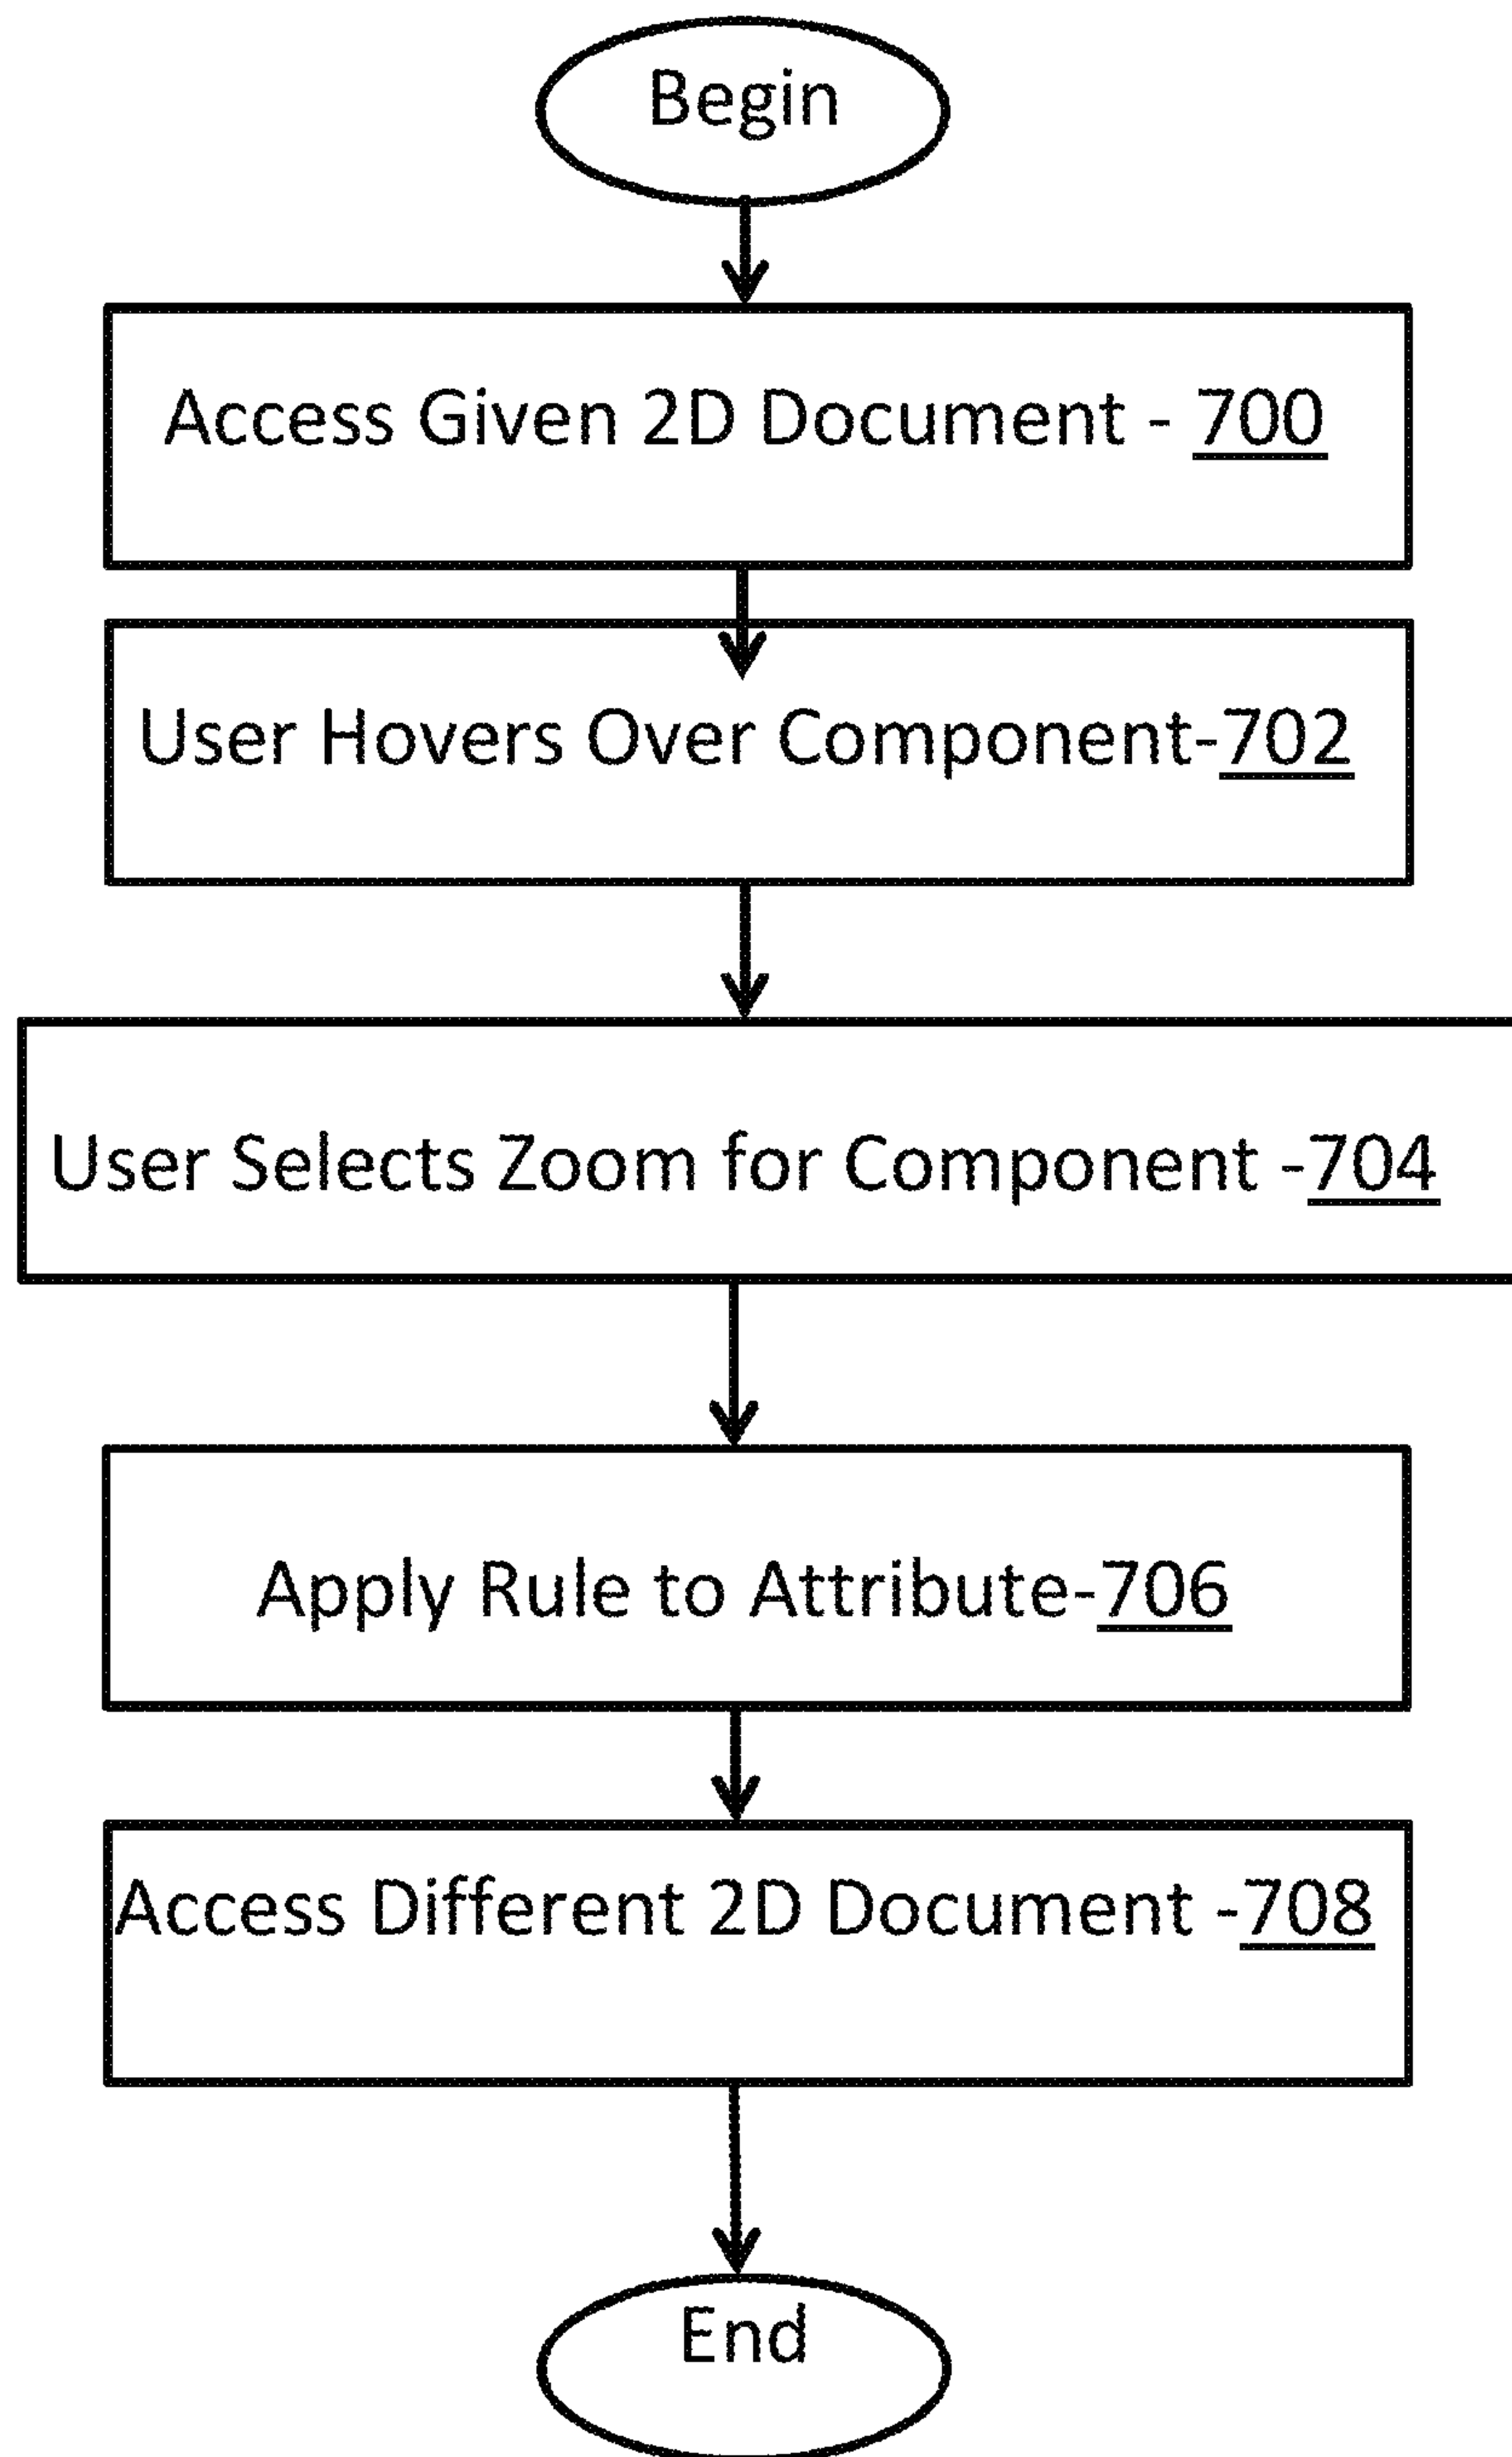 Begin
Access Given 2D Document - 700
User Hovers Over Component-702
User Selects Zoom for Component -704
Apply Rule to Attribute-706
Access Different 2D Document -708
End